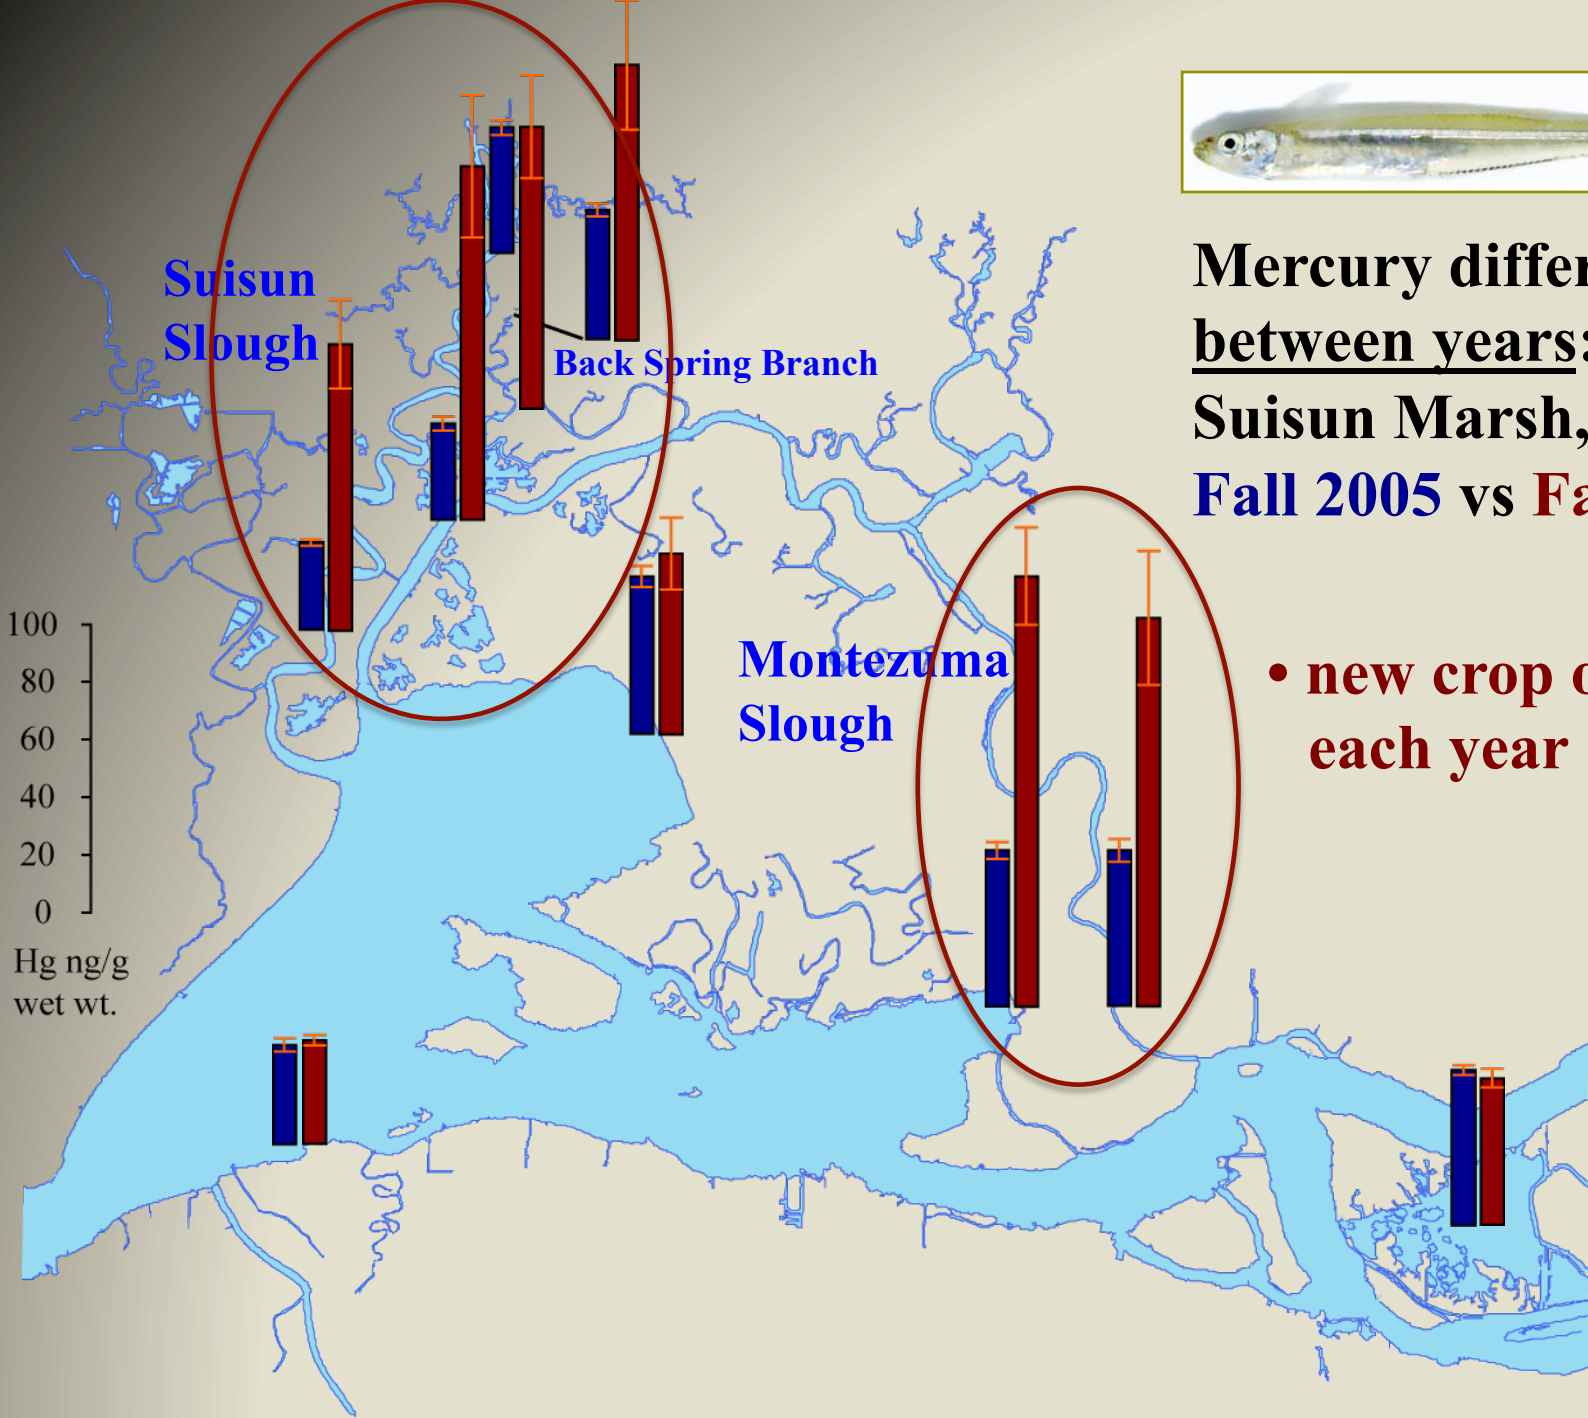 Suisun
Slough
Back Spring Branch
Mercury differ
between years:
Suisun Marsh,
Fall 2005 vs Fa
Montezuma
Slough
• new crop o
each year
100
80
60
40
20
0
Hg ng/g
wet wt.